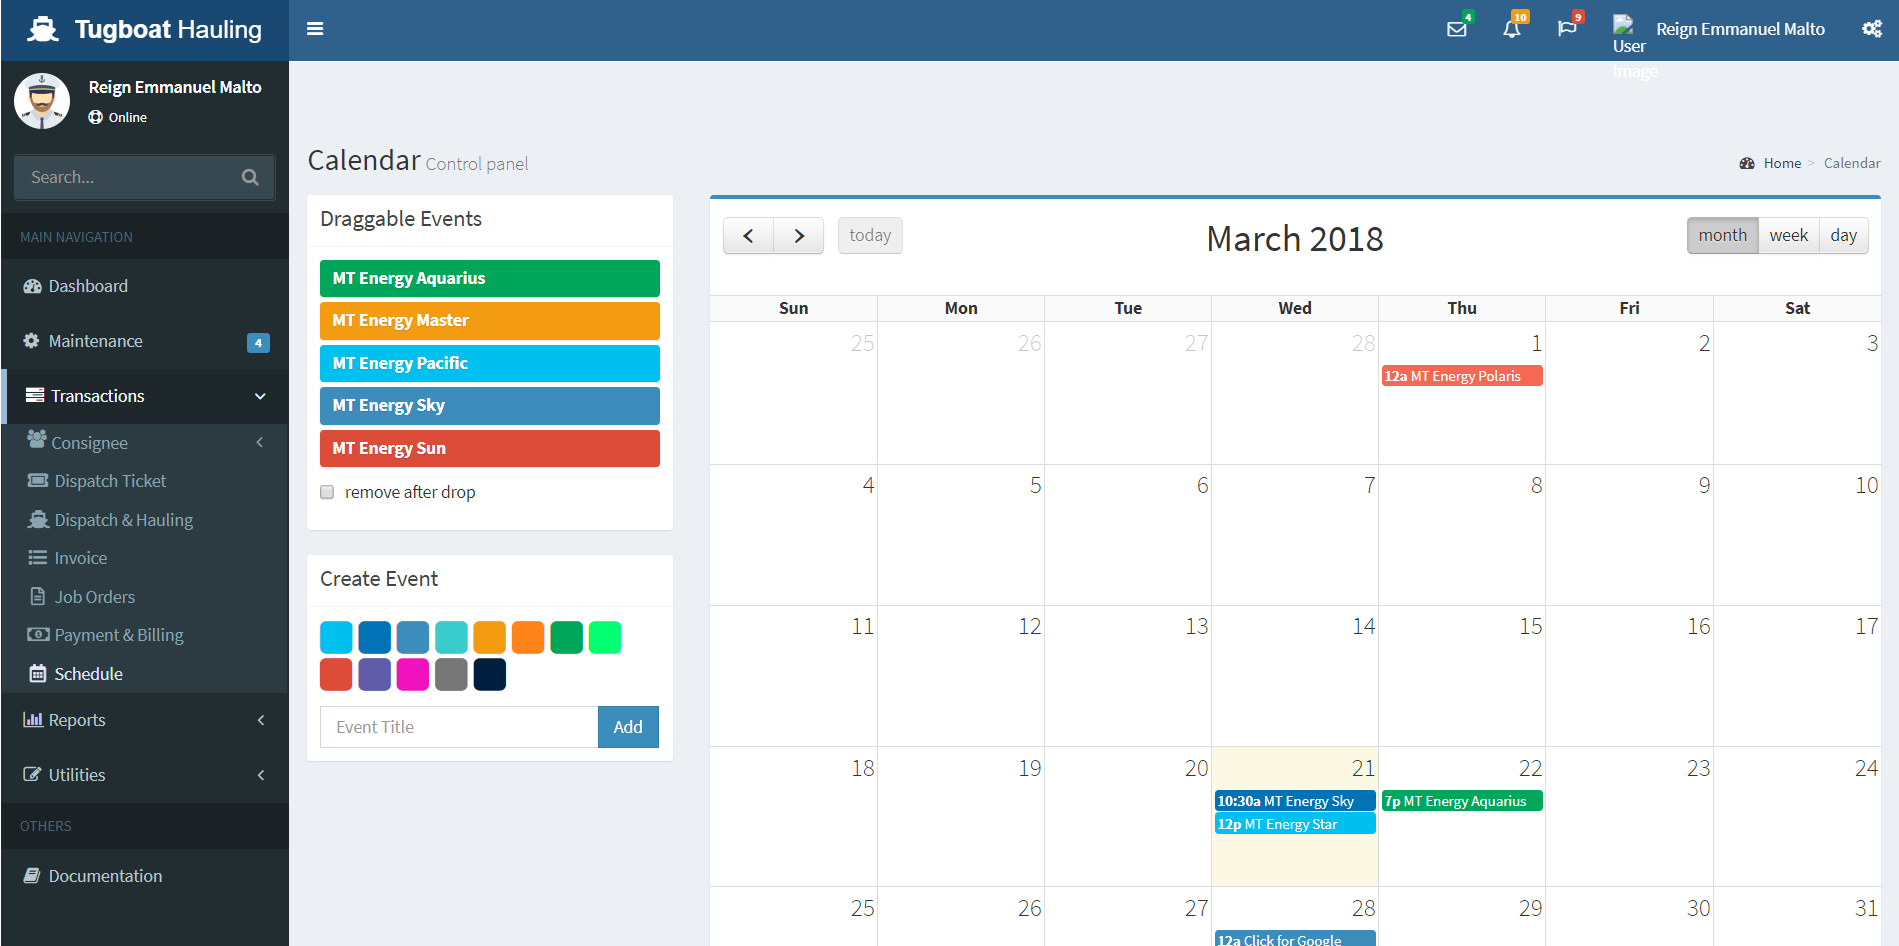 Tugboat Hauling
4
10
9
User Image
Reign Emmanuel Malto
Reign Emmanuel Malto
Online
Search...
MAIN NAVIGATION
Dashboard
Maintenance 4
Transactions
Consignee
Dispatch Ticket
Dispatch & Hauling
Invoice
Job Orders
Payment & Billing
Schedule
Reports
Utilities
OTHERS
Documentation
Calendar Control panel
Home > Calendar
Draggable Events
MT Energy Aquarius
MT Energy Master
MT Energy Pacific
MT Energy Sky
MT Energy Sun
remove after drop
Create Event
Event Title Add
today
March 2018
month week day
Sun Mon Tue Wed Thu Fri Sat
25 26 27 28 1 2 3
12a MT Energy Polaris
4 5 6 7 8 9 10
11 12 13 14 15 16 17
18 19 20 21 22 23 24
10:30a MT Energy Sky 7p MT Energy Aquarius
12p MT Energy Star
25 26 27 28 29 30 31
12a Click for Google